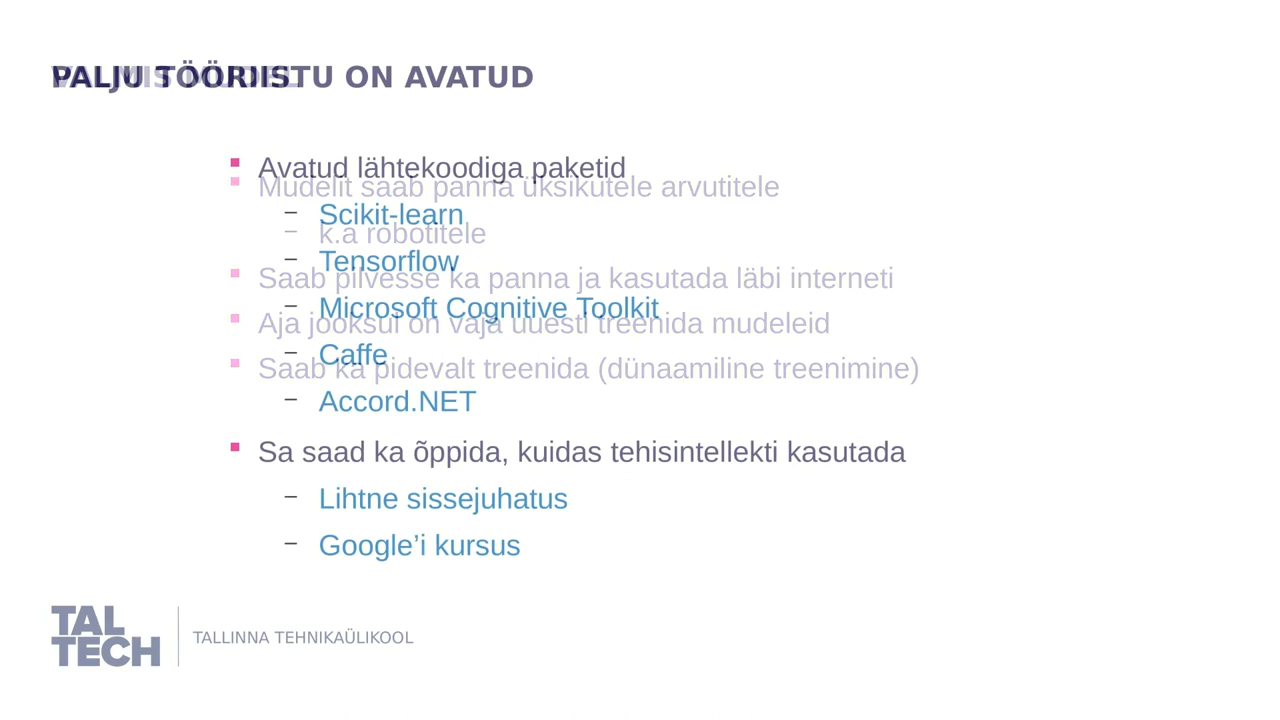 PALJU TÖÖRIISTU ON AVATUD
VALMIS MUDEL
Avatud lähtekoodiga paketid
Mudelit saab panna üksikutele arvutitele
– Scikit-learn
– k.a robotitele
– Tensorflow
Saab pilvesse ka panna ja kasutada läbi interneti
– Microsoft Cognitive Toolkit
Aja jooksul on vaja uuesti treenida mudeleid
– Caffe
Saab ka pidevalt treenida (dünaamiline treenimine)
– Accord.NET
Sa saad ka õppida, kuidas tehisintellekti kasutada
– Lihtne sissejuhatus
– Google’i kursus
TAL
TECH
TALLINNA TEHNIKAÜLIKOOL